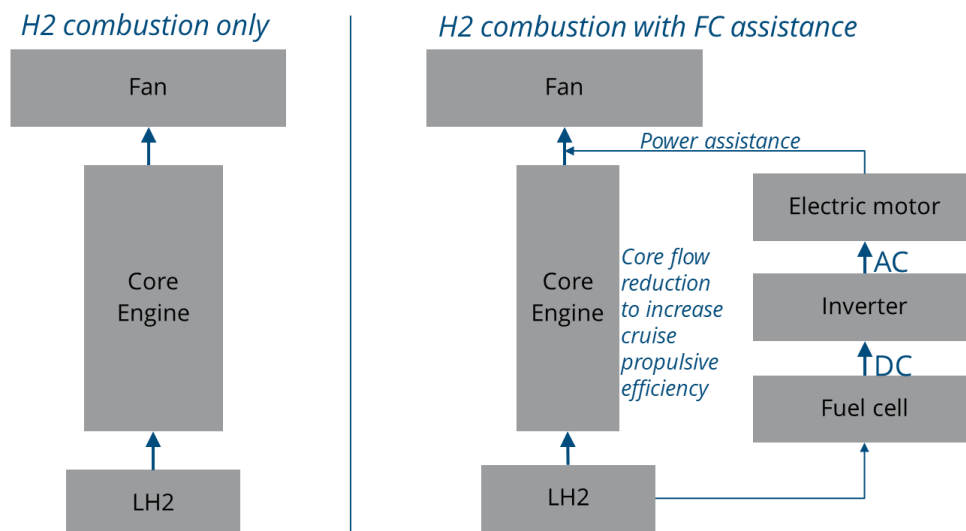 H2 combustion only
Fan
Core
Engine
LH2
H2 combustion with FC assistance
Fan
Power assistance
Electric motor
AC
Core
Engine
Core flow
reduction
to increase
cruise
propulsive
efficiency
Inverter
DC
Fuel cell
LH2